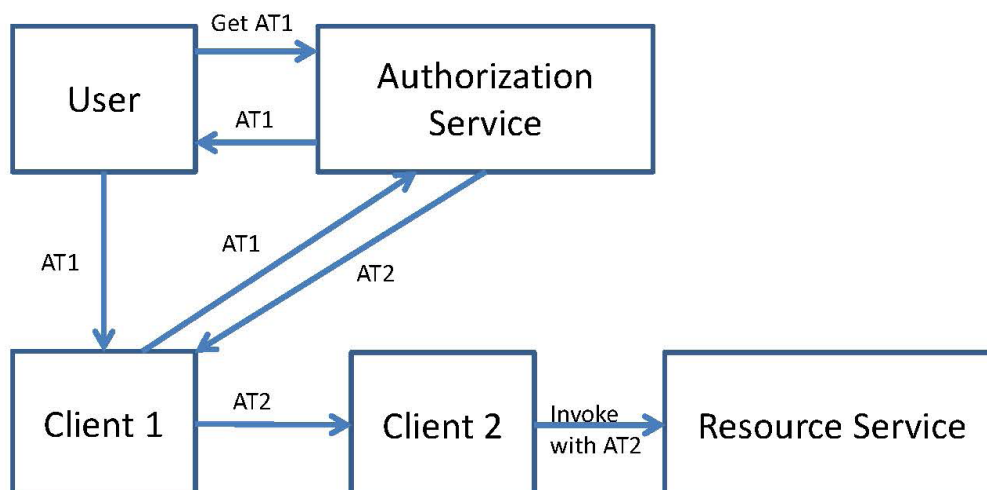 Get AT1
User
Authorization
Service
AT1
AT1
AT1
AT2
Client 1
AT2
Client 2
Invoke
with AT2
Resource Service